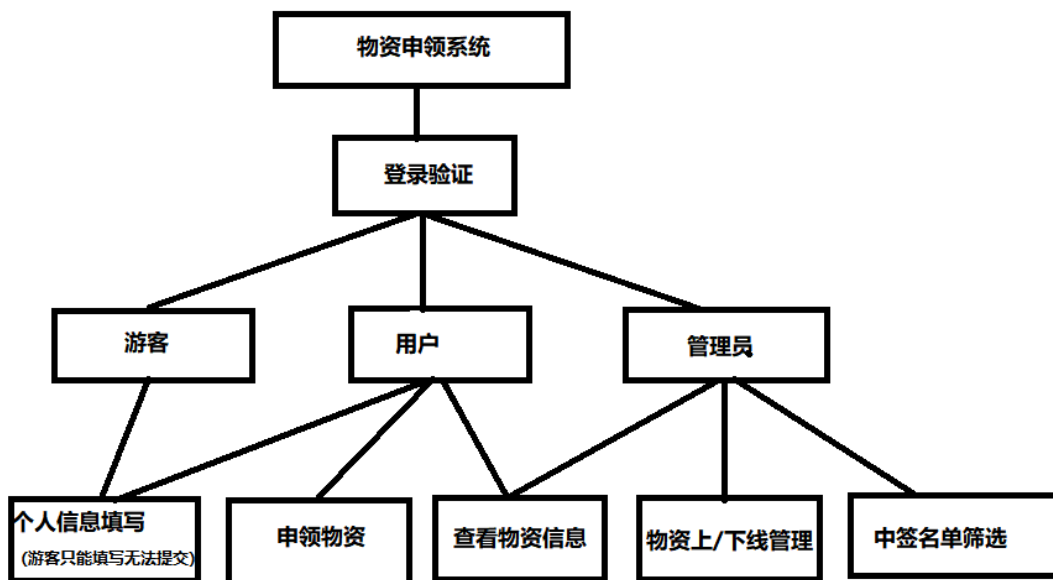 物资申领系统
登录验证
游客
用户
管理员
个人信息填写
(游客只能填写无法提交)
申领物资
查看物资信息
物资上/下线管理
中签名单筛选